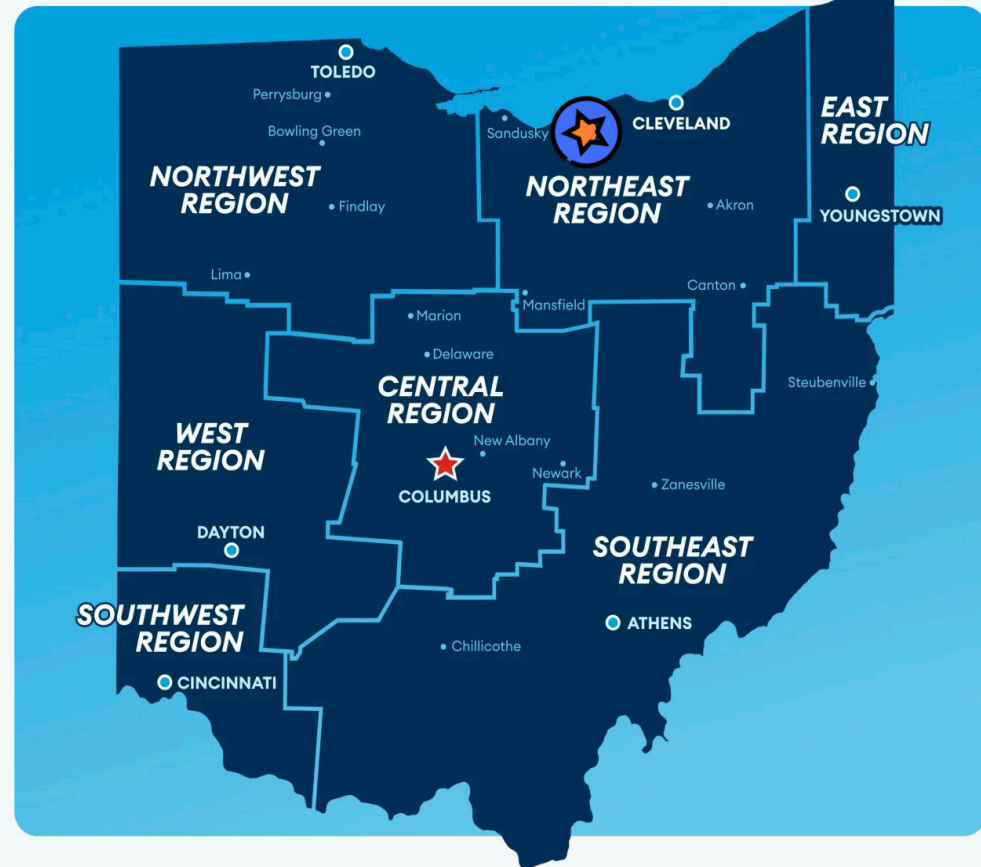 TOLEDO
Perrysburg
Bowling Green
NORTHWEST
REGION
Findlay
Lima
Sandusky
CLEVELAND
NORTHEAST
REGION
Akron
Canton
Mansfield
EAST
REGION
YOUNGSTOWN
Marion
Delaware
CENTRAL
REGION
New Albany
Newark
COLUMBUS
WEST
REGION
DAYTON
Steubenville
Zanesville
SOUTHEAST
REGION
ATHENS
Chillicothe
SOUTHWEST
REGION
CINCINNATI